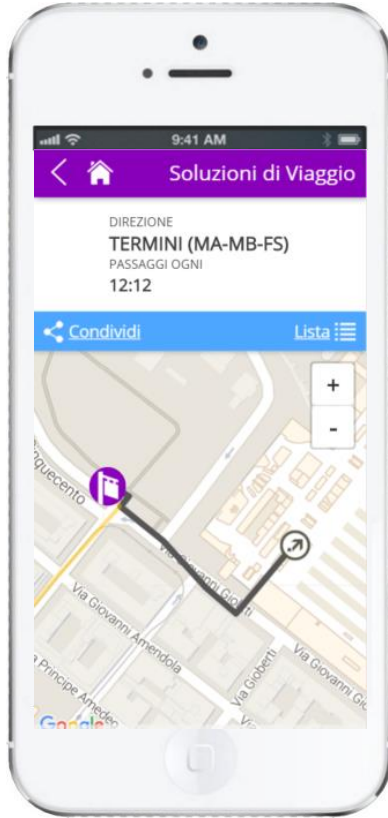 9:41 AM
Soluzioni di Viaggio
DIREZIONE
TERMINI (MA-MB-FS)
PASSAGGI OGNI
12:12
Condividi
Lista
+
-
Via Giovanni Giolitti
Via Giovanni Amendola
Via Gioberti
Via Giovanni
Principe Amedeo
Google